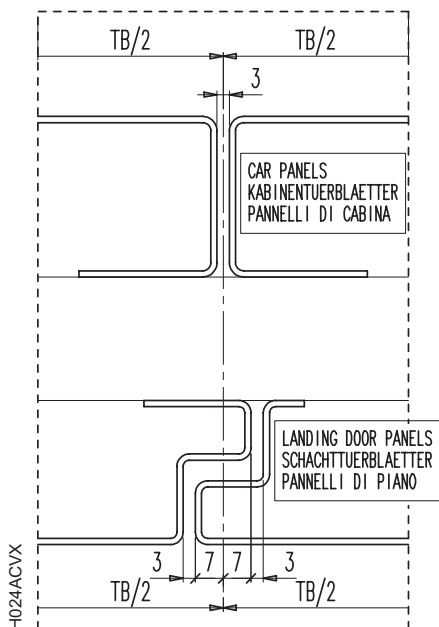 TB/2 TB/2
3
CAR PANELS
KABINENTUERBLAETTER
PANNELLI DI CABINA
LANDING DOOR PANELS
SCHACHTTUERBLAETTER
PANNELLI DI PIANO
3 7 7 3
TB/2 TB/2
H024ACVX